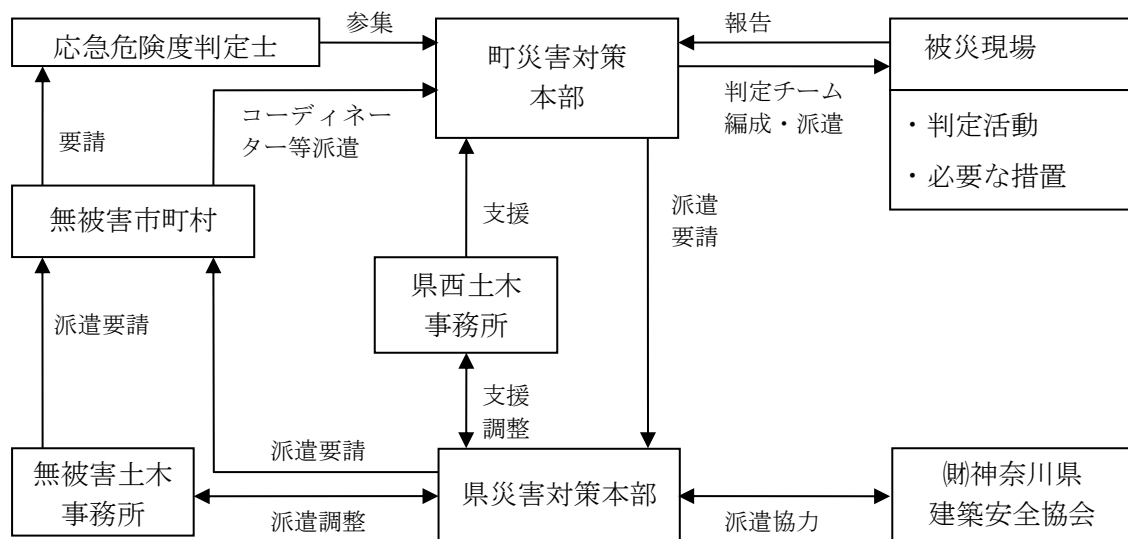 応急危険度判定士
参集
町災害対策
本部
報告
被災現場
判定チーム
編成・派遣
・判定活動
・必要な措置
要請
コーディネー
ター等派遣
無被害市町村
支援
派遣
要請
県西土木
事務所
派遣要請
支援
調整
派遣要請
無被害土木
事務所
派遣調整
県災害対策本部
派遣協力
㈶神奈川県
建築安全協会